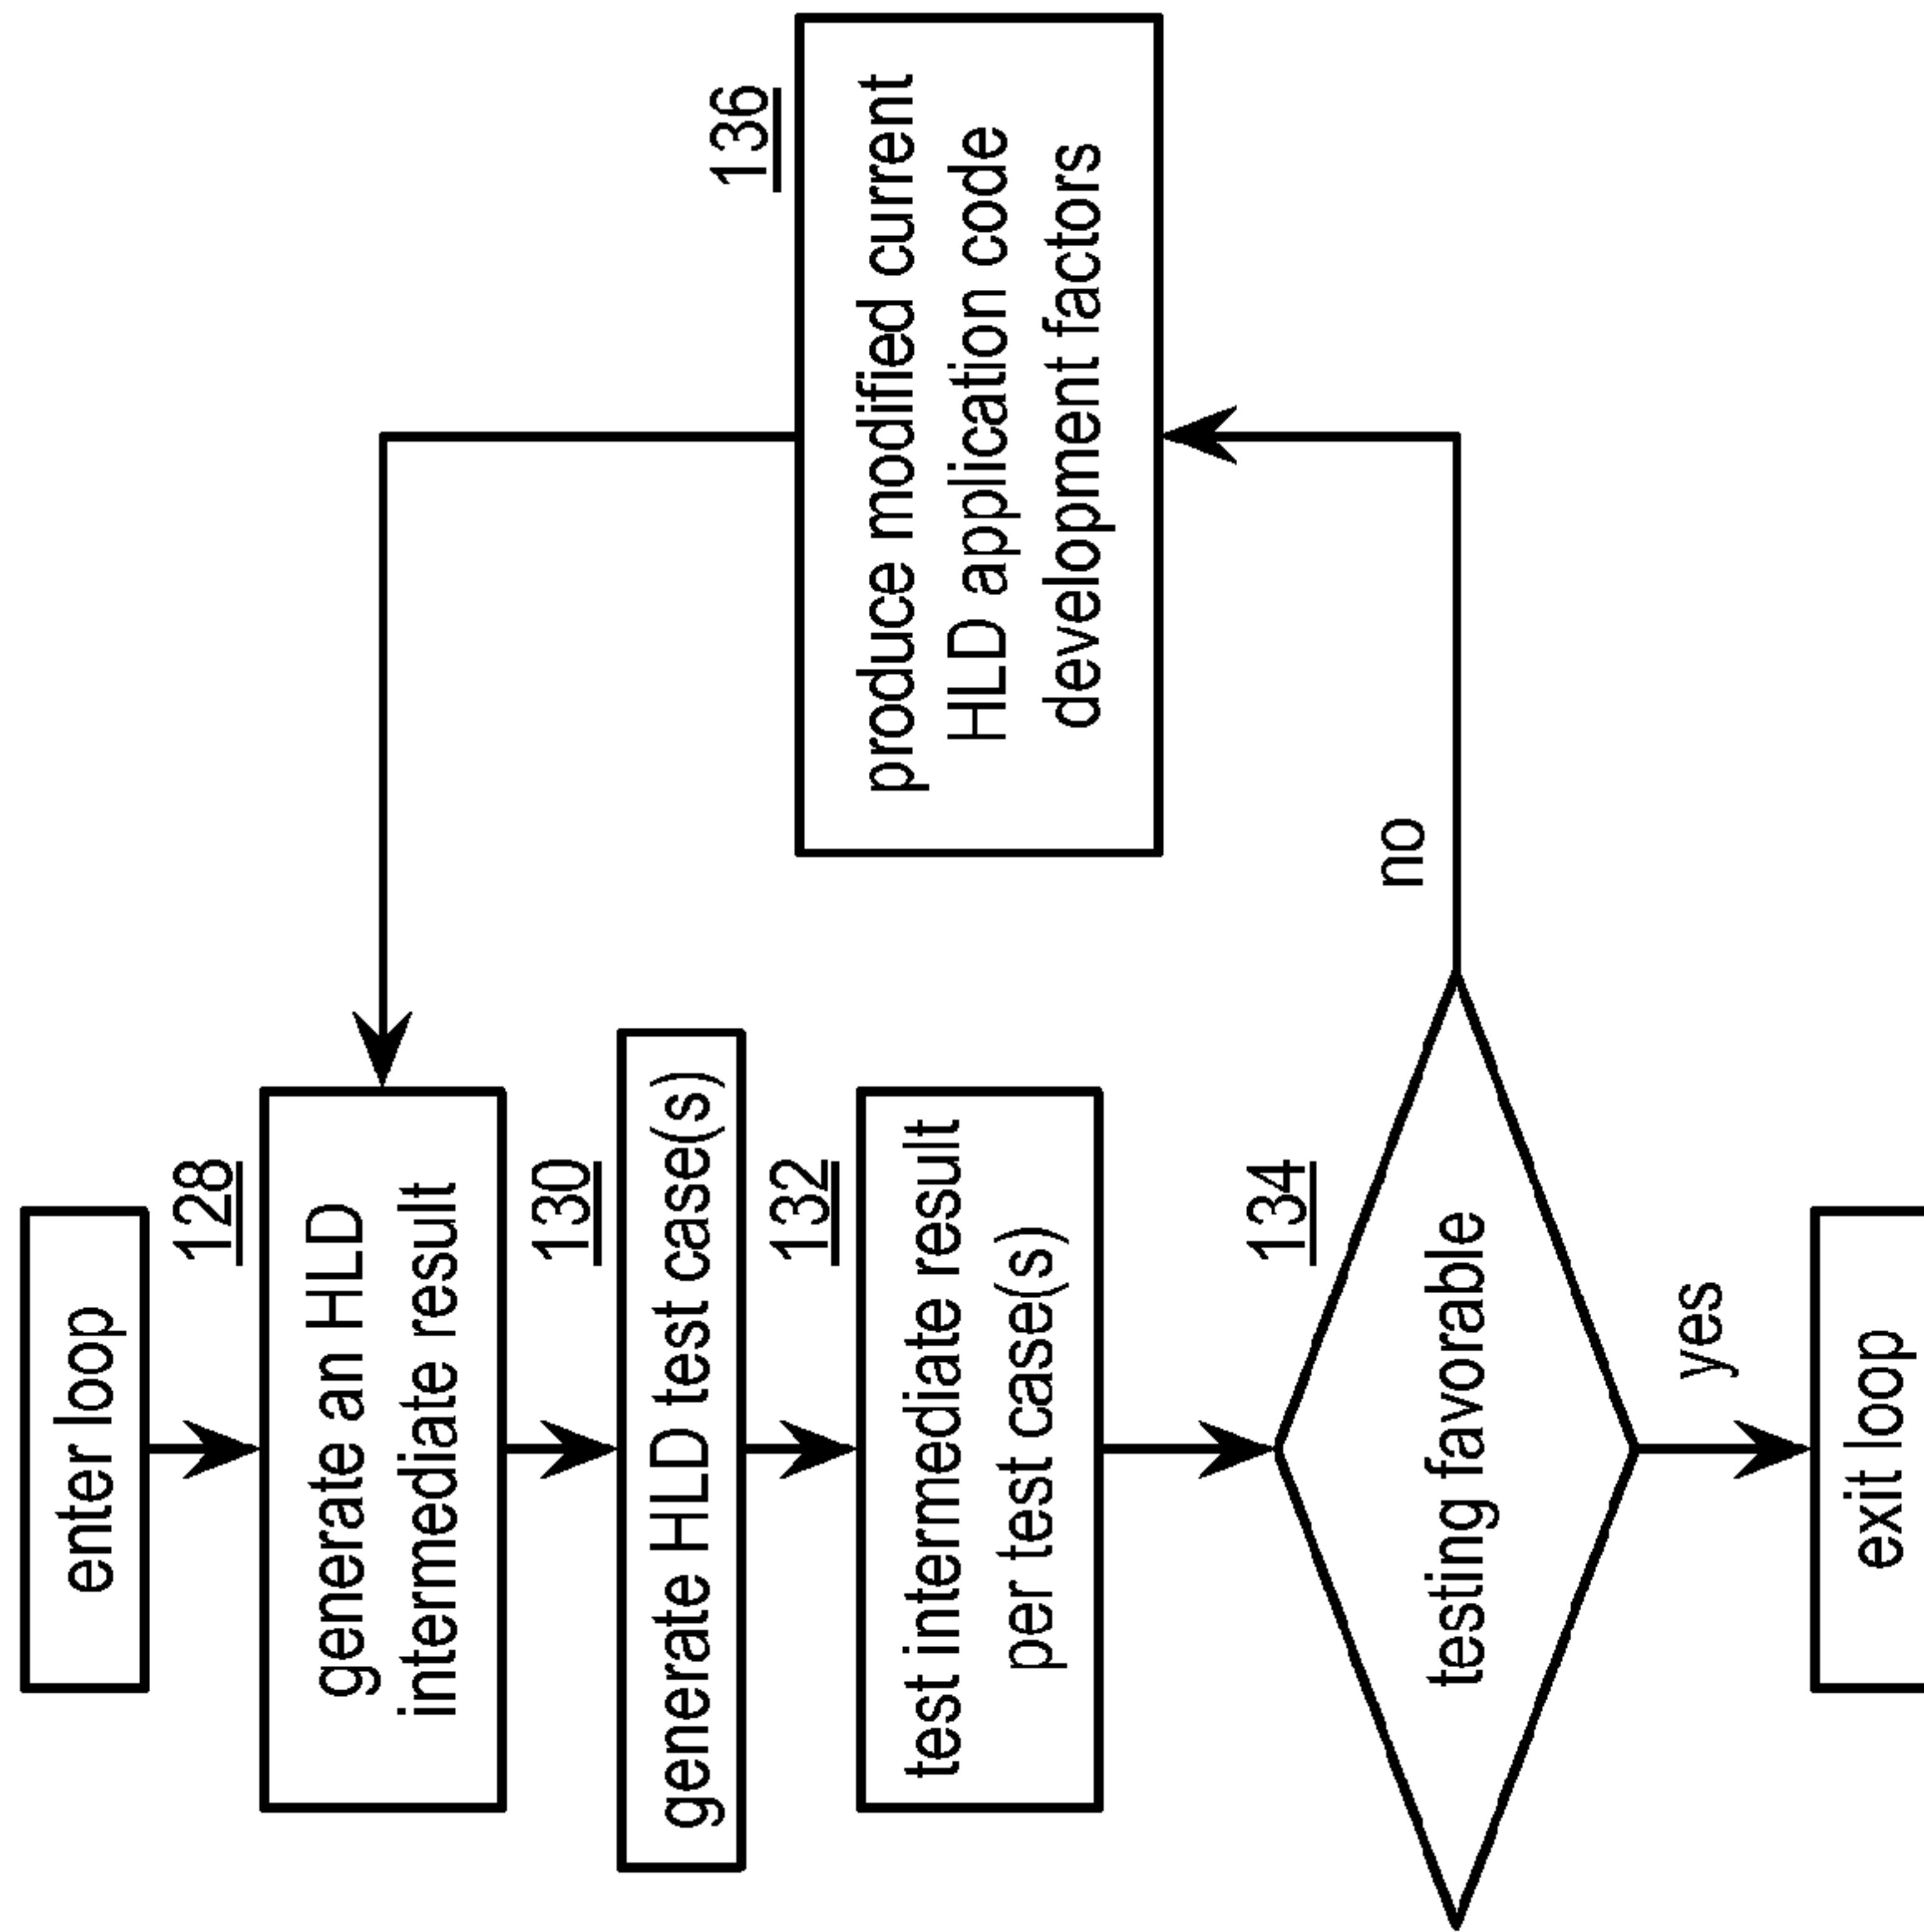 enter loop
128
generate an HLD
intermediate result
130
generate HLD test case(s)
132
test intermediate result
per test case(s)
134
testing favorable
no
yes
136
produce modified current
HLD application code
development factors
exit loop